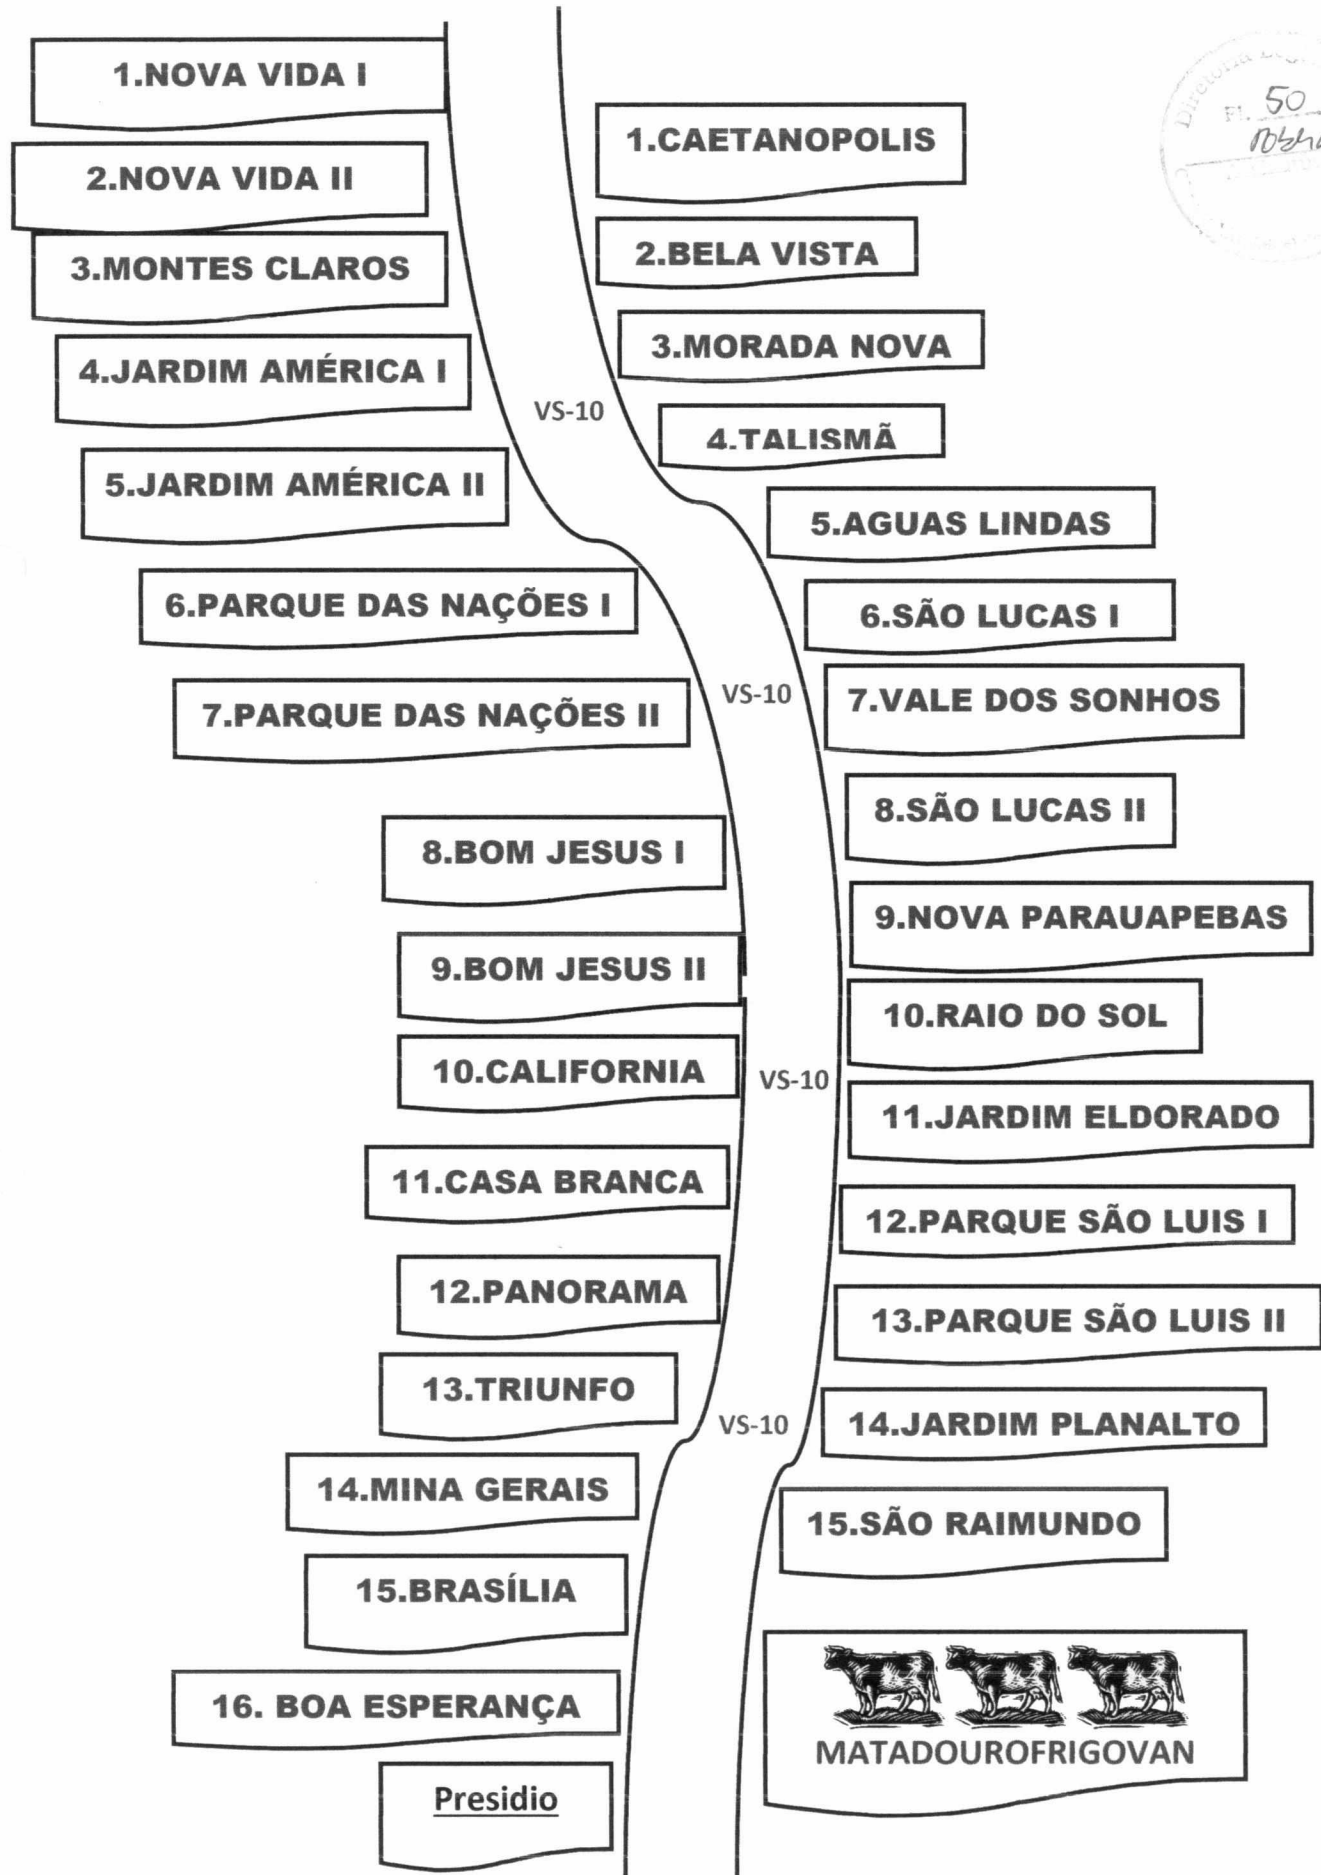 1.NOVA VIDA I
2.NOVA VIDA II
3.MONTES CLAROS
4.JARDIM AMÉRICA I
5.JARDIM AMÉRICA II
6.PARQUE DAS NAÇÕES I
7.PARQUE DAS NAÇÕES II
8.BOM JESUS I
9.BOM JESUS II
10.CALIFORNIA
11.CASA BRANCA
12.PANORAMA
13.TRIUNFO
14.MINA GERAIS
15.BRASÍLIA
16. BOA ESPERANÇA
Presidio
VS-10
VS-10
VS-10
VS-10
1.CAETANOPOLIS
2.BELA VISTA
3.MORADA NOVA
4.TALISMÃ
5.AGUAS LINDAS
6.SÃO LUCAS I
7.VALE DOS SONHOS
8.SÃO LUCAS II
9.NOVA PARAUAPEBAS
10.RAIO DO SOL
11.JARDIM ELDORADO
12.PARQUE SÃO LUIS I
13.PARQUE SÃO LUIS II
14.JARDIM PLANALTO
15.SÃO RAIMUNDO
MATADOUROFRIGOVAN
Diretoria
Fl. 50